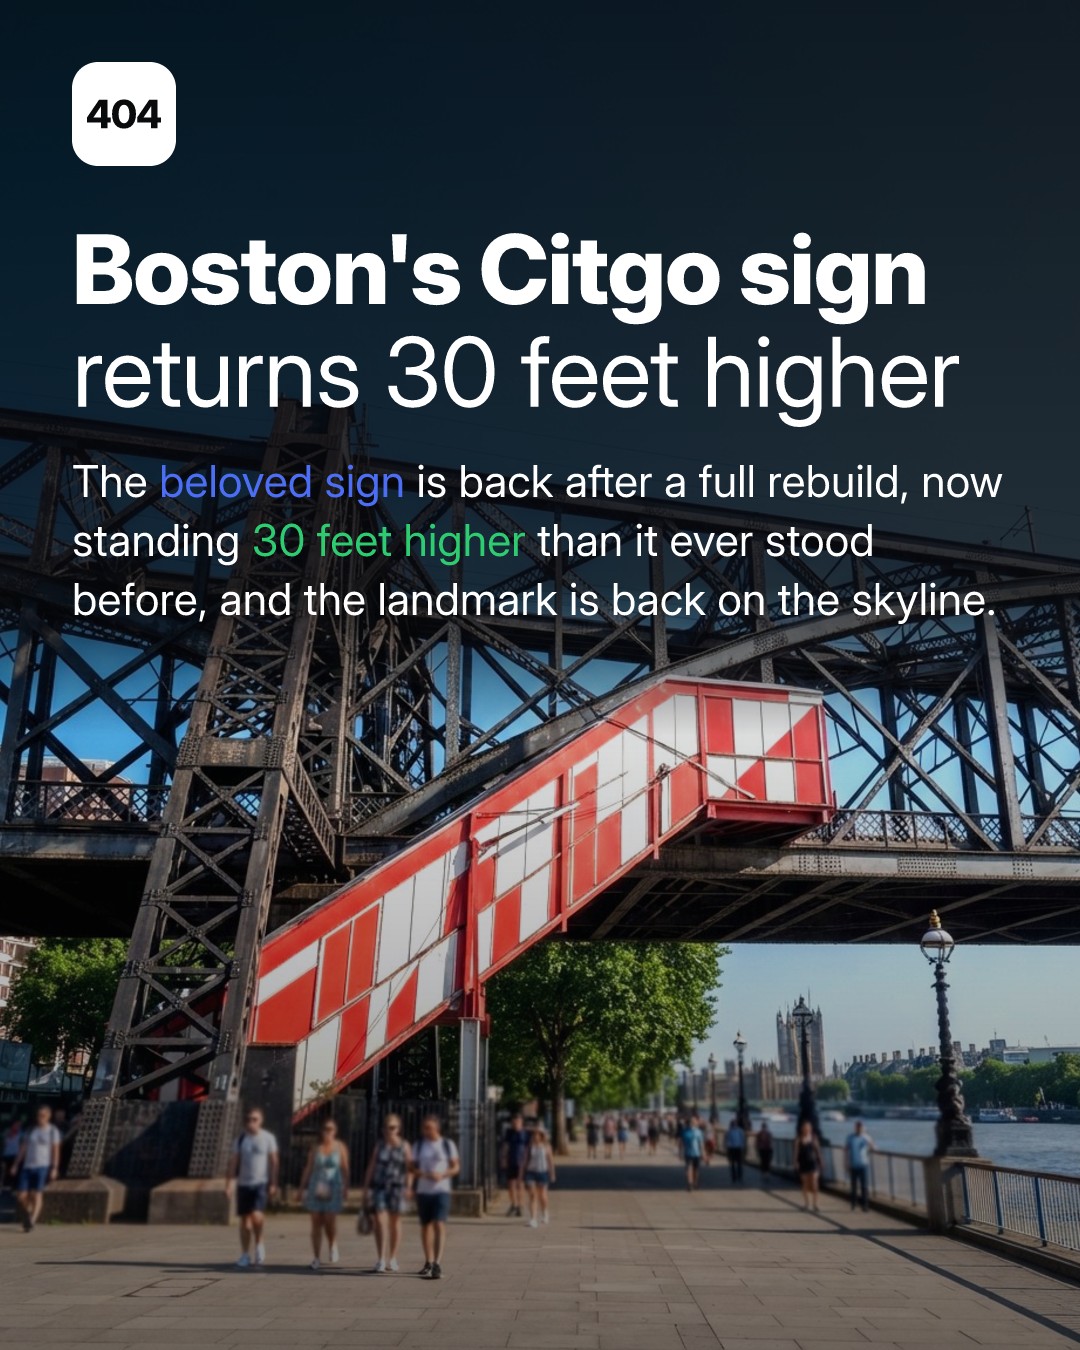 404
Boston's Citgo sign
returns 30 feet higher
The beloved sign is back after a full rebuild, now
standing 30 feet higher than it ever stood
before, and the landmark is back on the skyline.